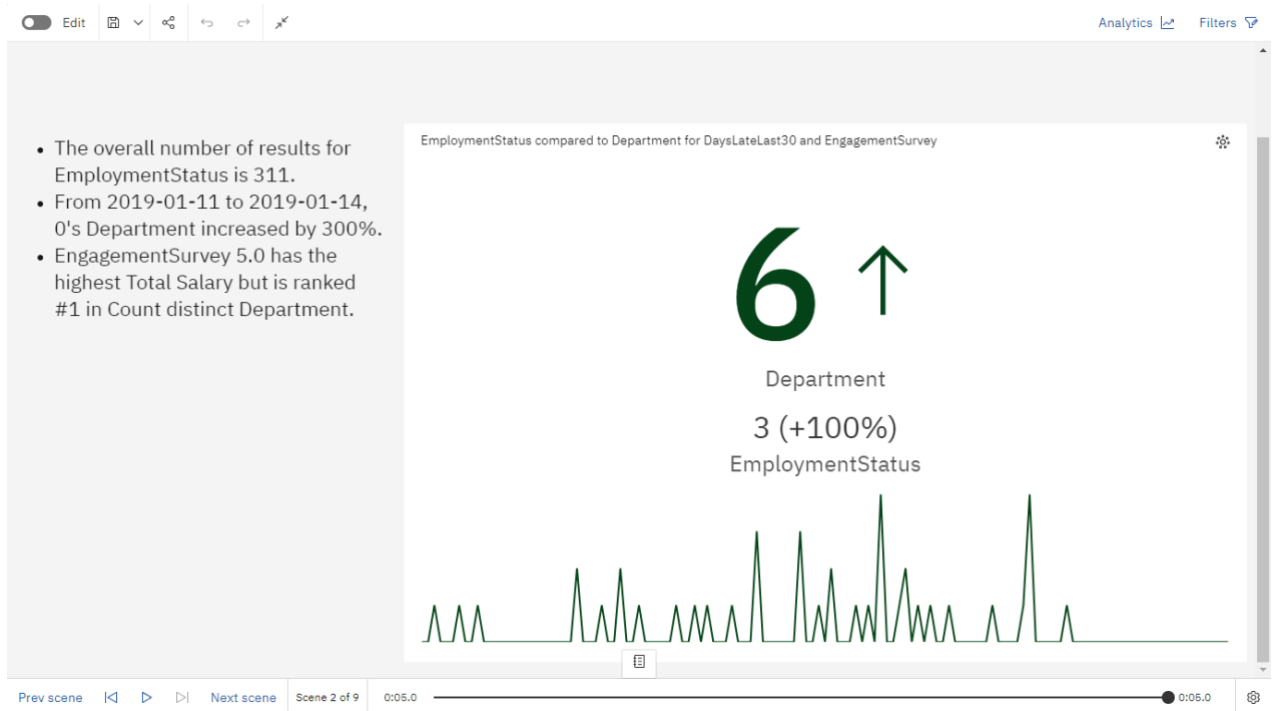 Edit
Analytics
Filters
• The overall number of results for
EmploymentStatus is 311.
• From 2019-01-11 to 2019-01-14,
0's Department increased by 300%.
• EngagementSurvey 5.0 has the
highest Total Salary but is ranked
#1 in Count distinct Department.
EmploymentStatus compared to Department for DaysLateLast30 and EngagementSurvey
6 ↑
Department
3 (+100%)
EmploymentStatus
Prev scene
Next scene
Scene 2 of 9
0:05.0
0:05.0